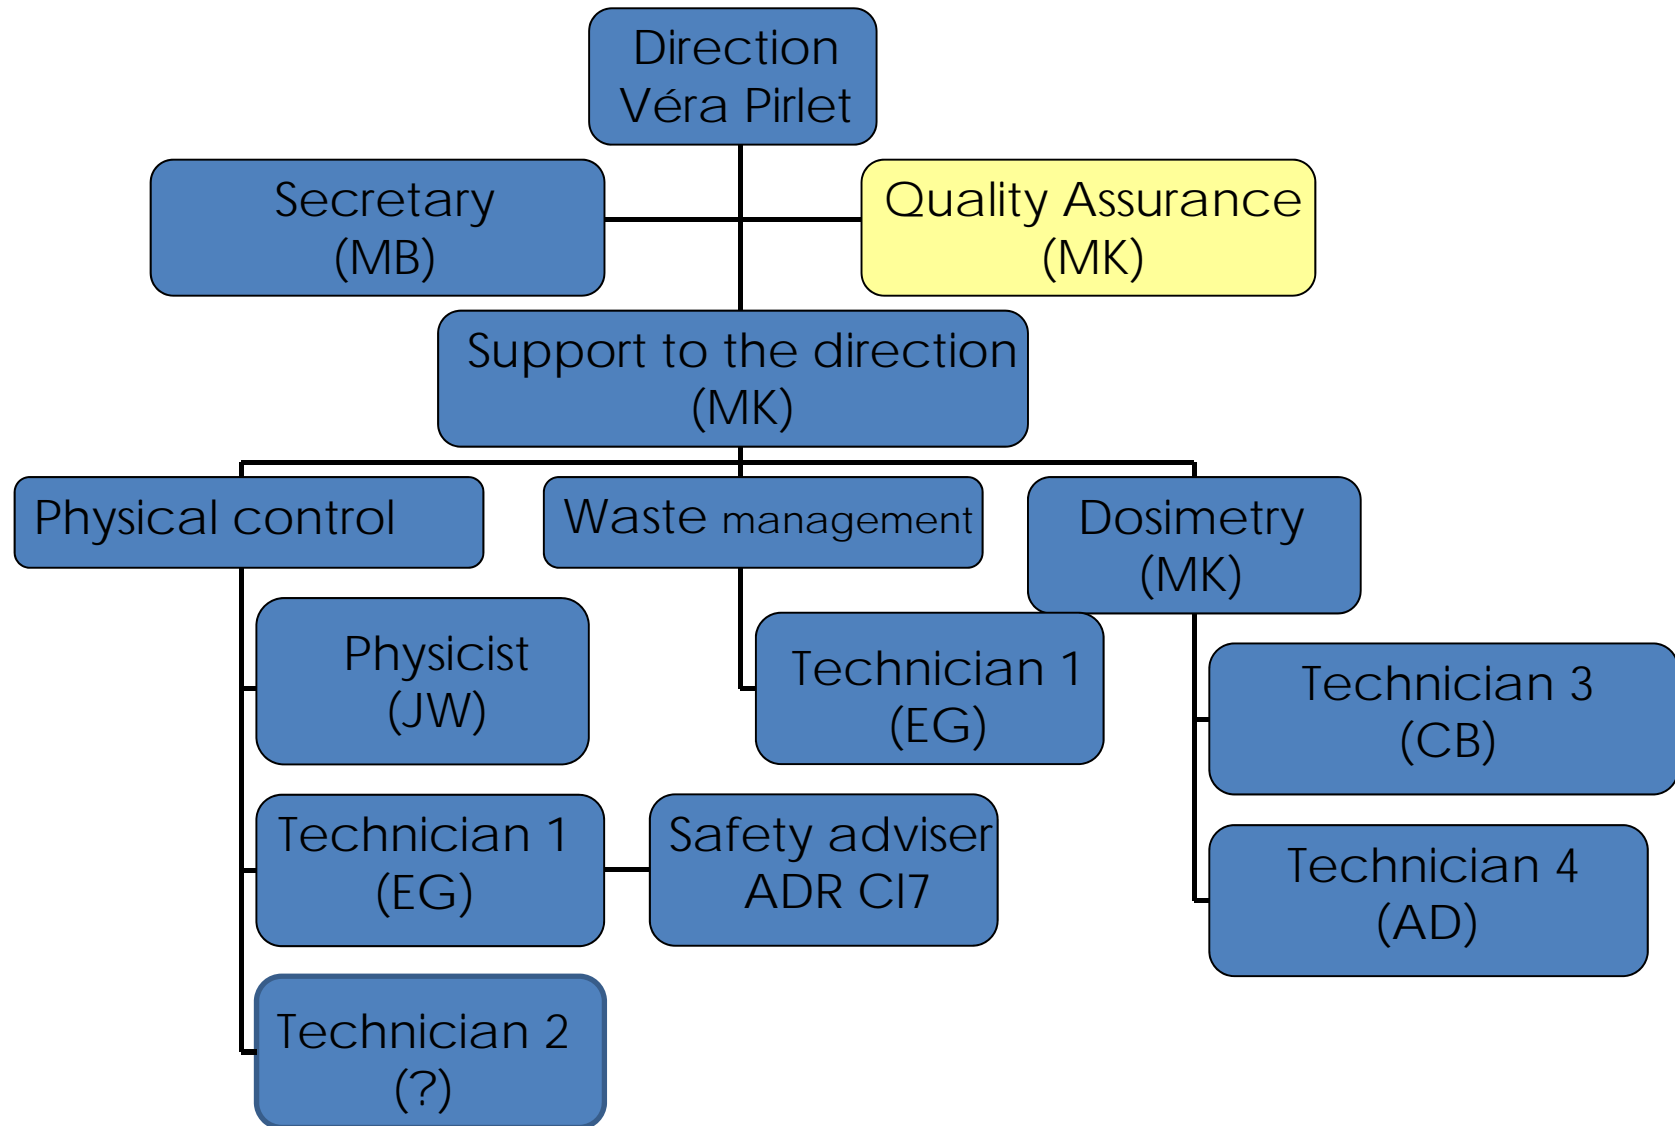 Direction
Véra Pirlet
Secretary
(MB)
Quality Assurance
(MK)
Support to the direction
(MK)
Physical control
Waste management
Dosimetry
(MK)
Physicist
(JW)
Technician 1
(EG)
Technician 3
(CB)
Technician 1
(EG)
Safety adviser
ADR Cl7
Technician 4
(AD)
Technician 2
(?)